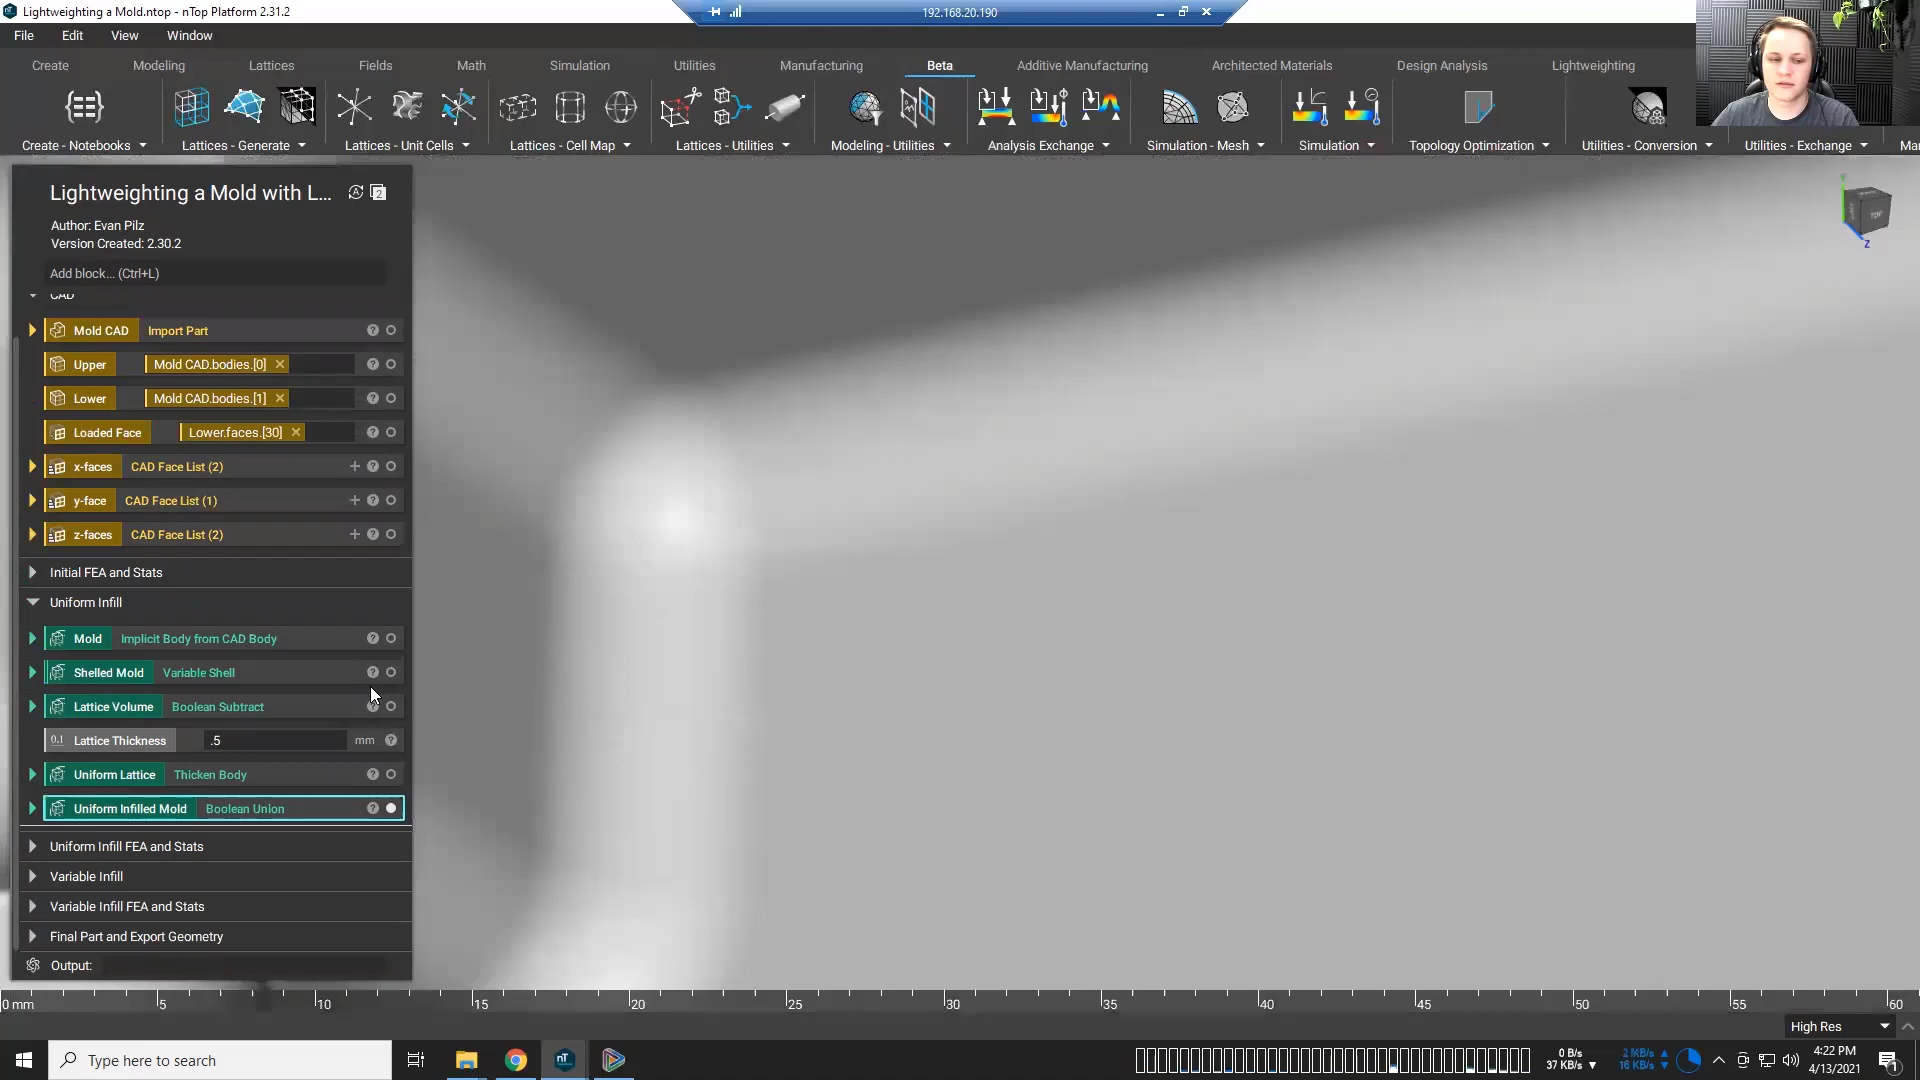 Lightweighting a Mold.ntop - nTop Platform 2.31.2
192.168.20.190
File Edit View Window
Create Modeling Lattices Fields Math Simulation Utilities Manufacturing Beta Additive Manufacturing Architected Materials Design Analysis Lightweighting
Create - Notebooks Lattices - Generate Lattices - Unit Cells Lattices - Cell Map Lattices - Utilities Modeling - Utilities Analysis Exchange Simulation - Mesh Simulation Topology Optimization Utilities - Conversion Utilities - Exchange
Lightweighting a Mold with L...
2
Author: Evan Pilz
Version Created: 2.30.2
Add block... (Ctrl+L)
CAD
Mold CAD Import Part
Upper Mold CAD.bodies.[0]
Lower Mold CAD.bodies.[1]
Loaded Face Lower.faces.[30]
x-faces CAD Face List (2)
y-face CAD Face List (1)
z-faces CAD Face List (2)
Initial FEA and Stats
Uniform Infill
Mold Implicit Body from CAD Body
Shelled Mold Variable Shell
Lattice Volume Boolean Subtract
0.1 Lattice Thickness .5 mm
Uniform Lattice Thicken Body
Uniform Infilled Mold Boolean Union
Uniform Infill FEA and Stats
Variable Infill
Variable Infill FEA and Stats
Final Part and Export Geometry
Output:
TOP
Z
0 mm 5 10 15 20 25 30 35 40 45 50 55 60
High Res
Type here to search
nT
0 B/s
37 KB/s
2 MB/s
16 KB/s
4:22 PM
4/13/2021
1